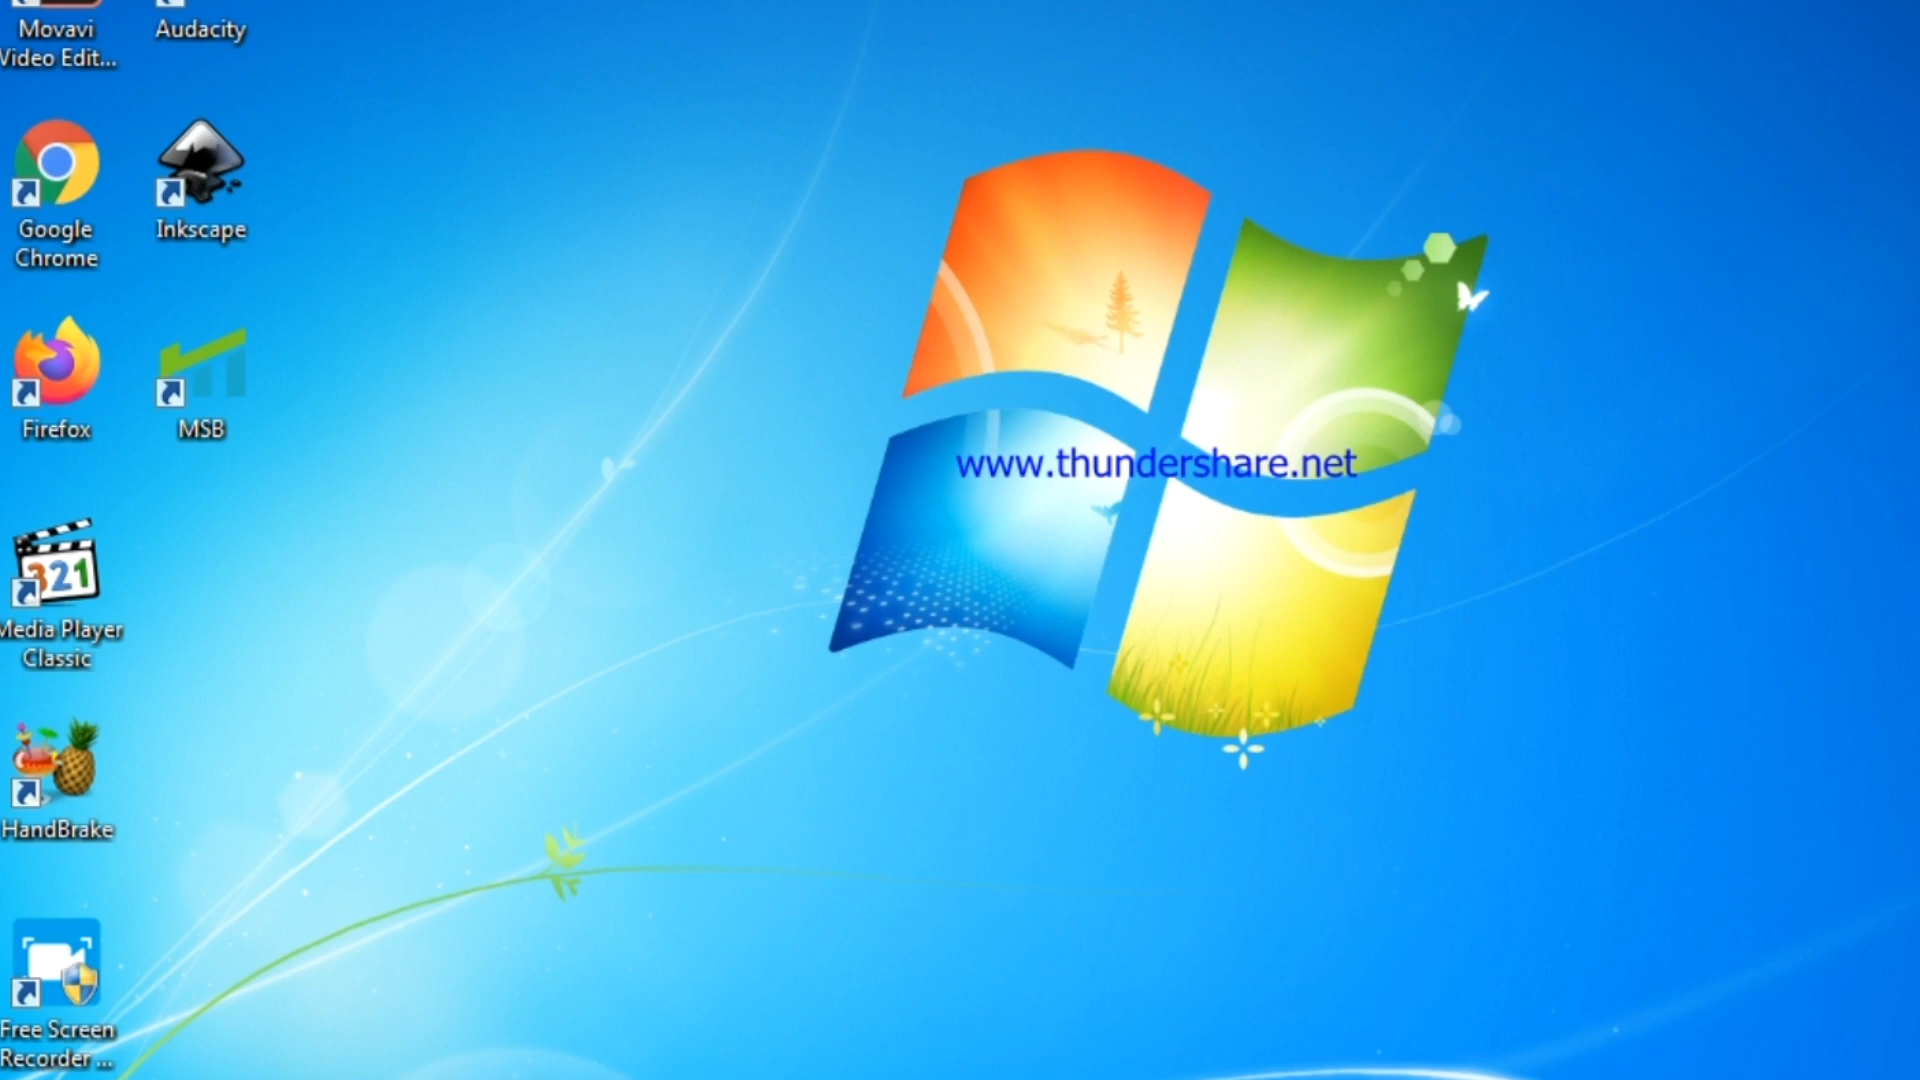 Movavi
Video Edit...
Audacity
Google
Chrome
Inkscape
Firefox
MSB
321
Media Player
Classic
HandBrake
Free Screen
Recorder ...
www.thundershare.net